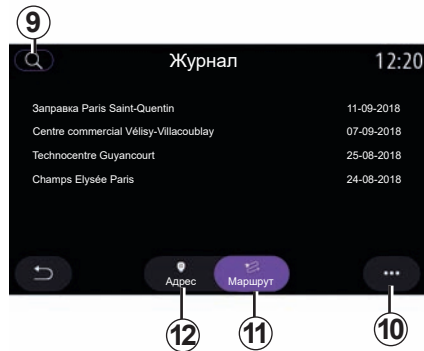 9
Журнал 12:20
Заправка Paris Saint-Quentin 11-09-2018
Centre commercial Vélisy-Villacoublay 07-09-2018
Technocentre Guyancourt 25-08-2018
Champs Elysée Paris 24-08-2018
Адрес Маршрут
12 11 10